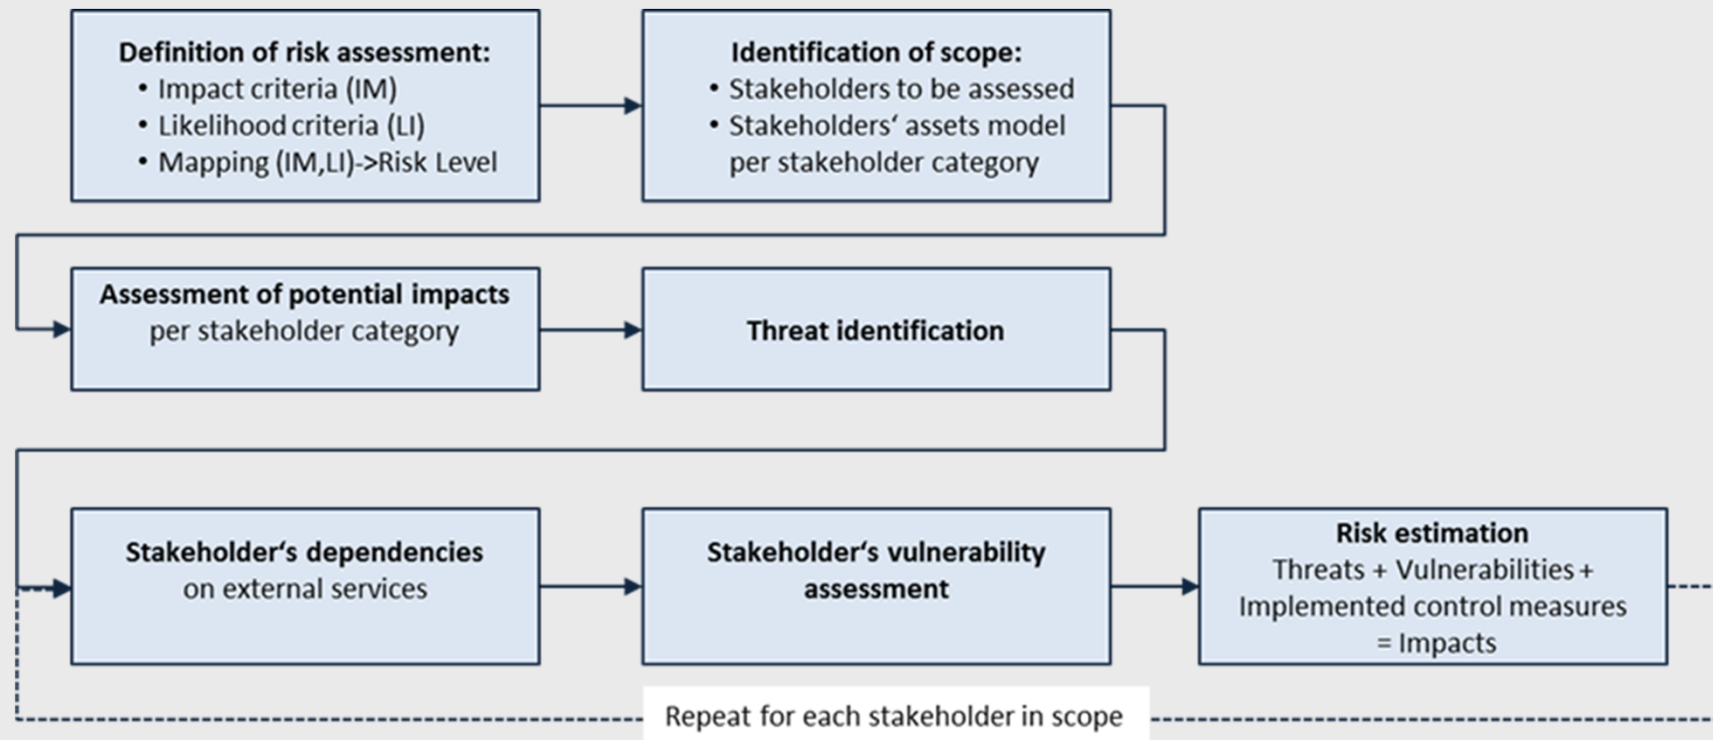 Definition of risk assessment:
• Impact criteria (IM)
• Likelihood criteria (LI)
• Mapping (IM,LI)->Risk Level
Identification of scope:
• Stakeholders to be assessed
• Stakeholders‘ assets model
per stakeholder category
Assessment of potential impacts
per stakeholder category
Threat identification
Stakeholder‘s dependencies
on external services
Stakeholder‘s vulnerability
assessment
Risk estimation
Threats + Vulnerabilities +
Implemented control measures
= Impacts
Repeat for each stakeholder in scope